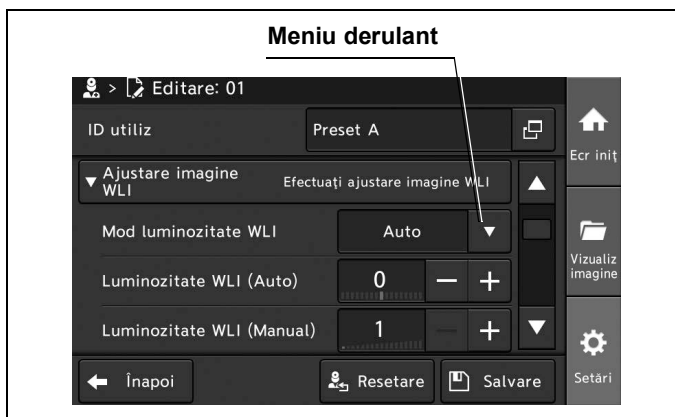 Meniu derulant
> Editare: 01
ID utiliz Preset A
Ecr iniț
Ajustare imagine WLI Efectuați ajustare imagine WLI
Mod luminozitate WLI Auto
Vizualiz imagine
Luminozitate WLI (Auto) 0 − +
Luminozitate WLI (Manual) 1 − +
Înapoi Resetare Salvare
Setări